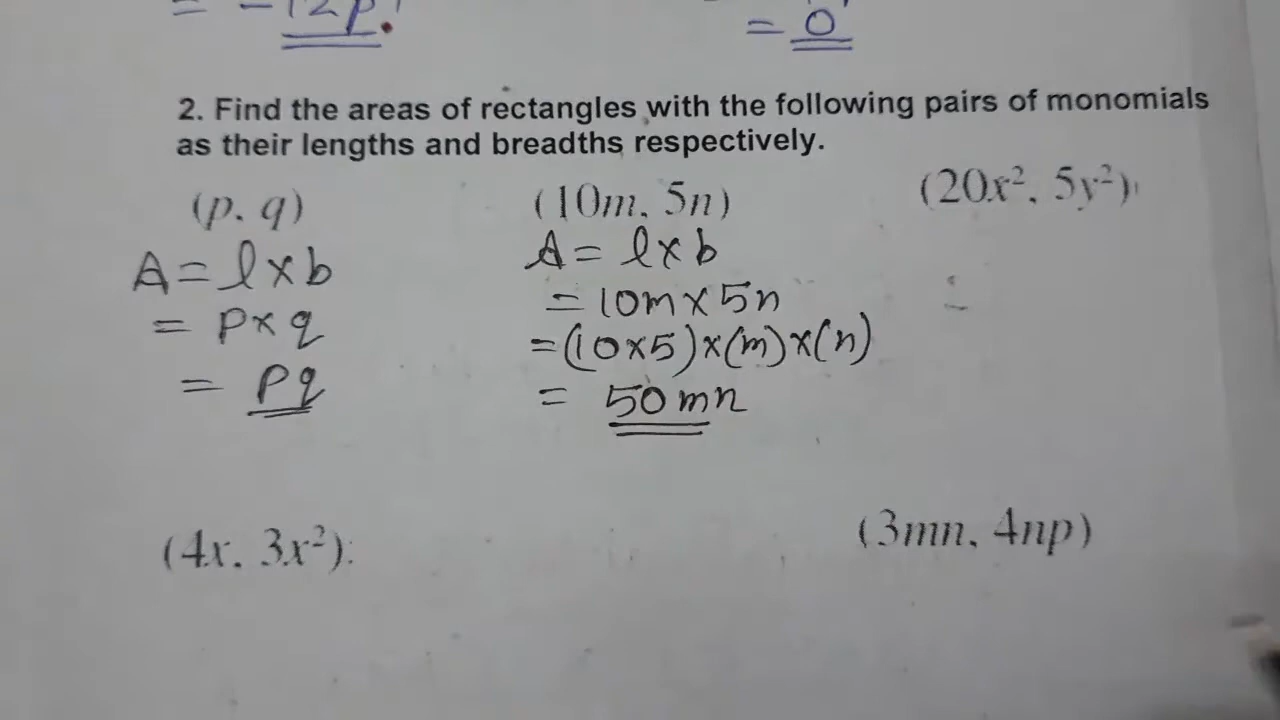 = -12p.
= 0
2. Find the areas of rectangles with the following pairs of monomials
as their lengths and breadths respectively.
(p, q)
A = l × b
= p × q
= pq
(10m, 5n)
A = l × b
= 10m × 5n
= (10×5)×(m)×(n)
= 50mn
(20x², 5y²)
(4x, 3x²)
(3mn, 4np)